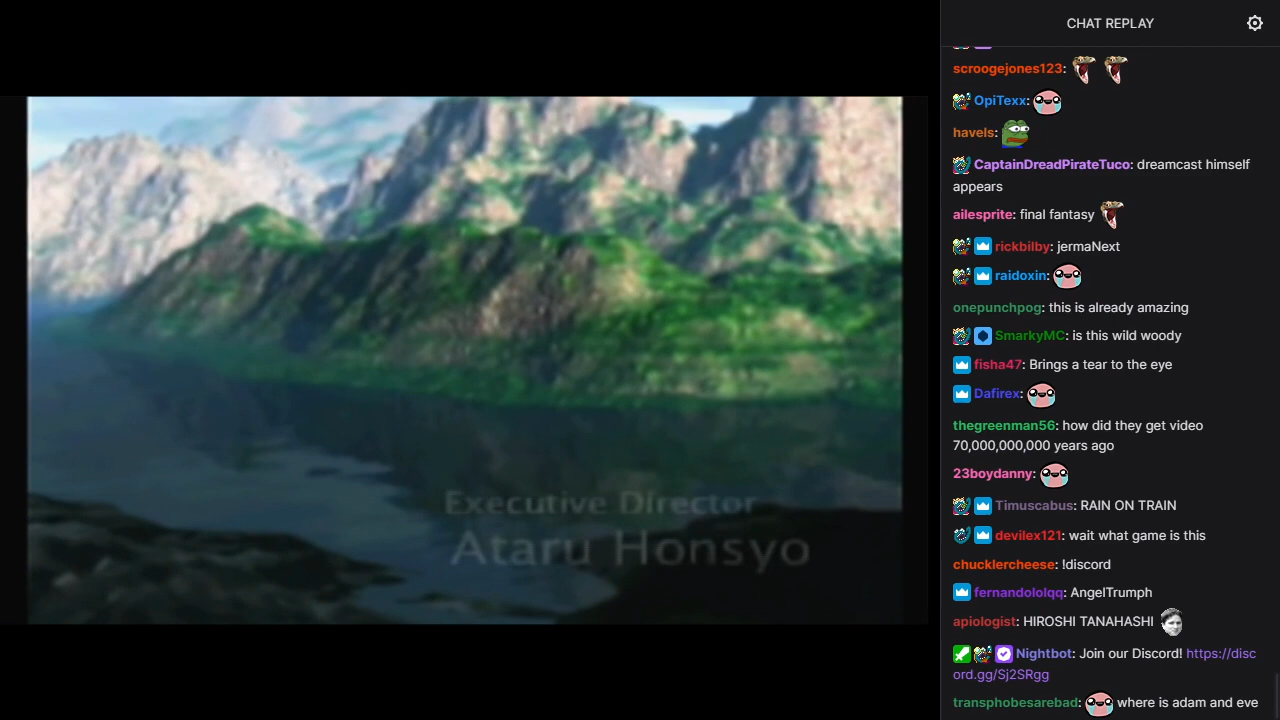 CHAT REPLAY
scroogejones123:
OpiTexx:
havels:
CaptainDreadPirateTuco: dreamcast himself
appears
ailesprite: final fantasy
rickbilby: jermaNext
raidoxin:
onepunchpog: this is already amazing
SmarkyMC: is this wild woody
fisha47: Brings a tear to the eye
Dafirex:
thegreenman56: how did they get video
70,000,000,000 years ago
23boydanny:
Timuscabus: RAIN ON TRAIN
devilex121: wait what game is this
chucklercheese: !discord
fernandololqq: AngelTrumph
apiologist: HIROSHI TANAHASHI
Nightbot: Join our Discord! https://disc
ord.gg/Sj2SRgg
transphobesarebad: where is adam and eve
Executive Director
Ataru Honsyo